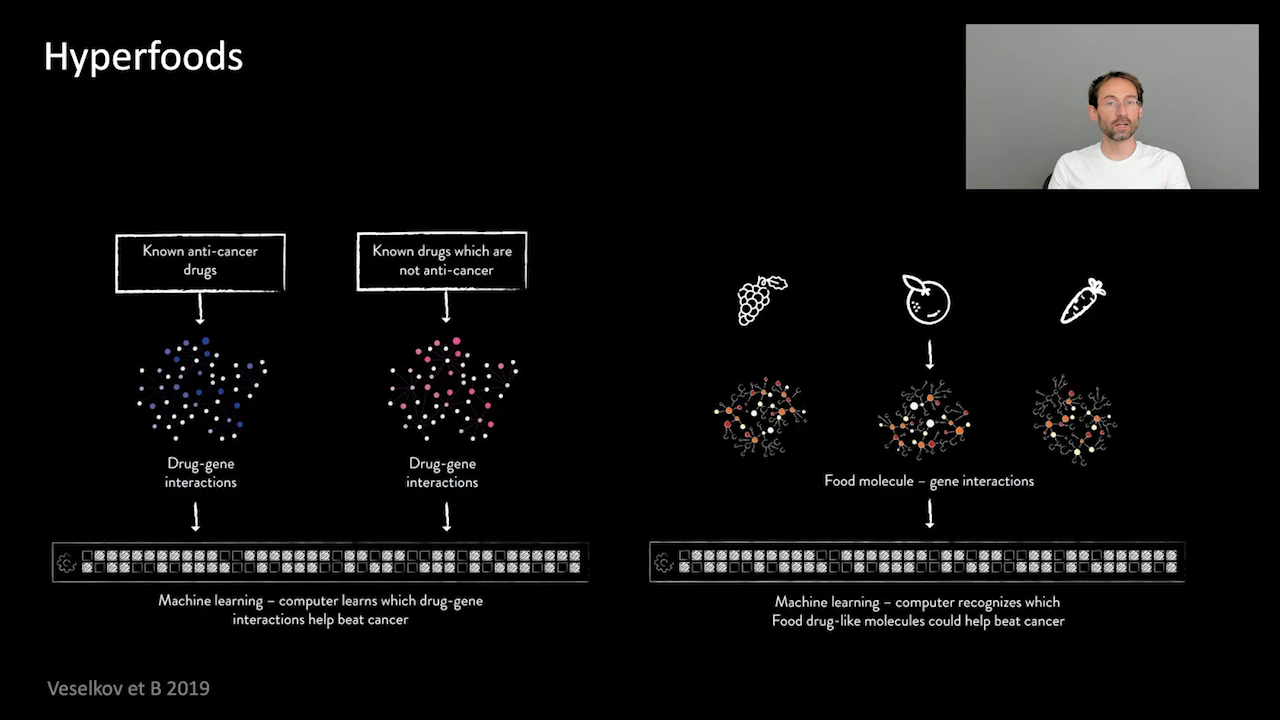 Hyperfoods
Known anti-cancer
drugs
Known drugs which are
not anti-cancer
Drug-gene
interactions
Drug-gene
interactions
Food molecule – gene interactions
Machine learning – computer learns which drug-gene
interactions help beat cancer
Machine learning – computer recognizes which
Food drug-like molecules could help beat cancer
Veselkov et B 2019